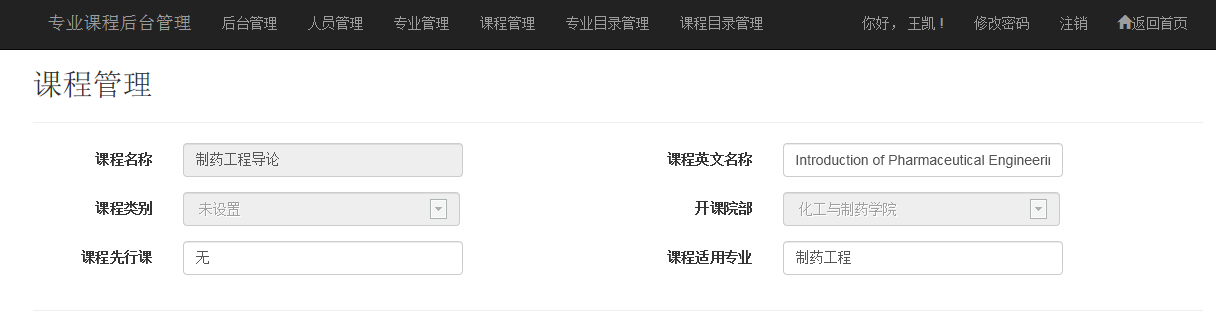 专业课程后台管理 后台管理 人员管理 专业管理 课程管理 专业目录管理 课程目录管理 你好， 王凯！ 修改密码 注销 返回首页
课程管理
课程名称 制药工程导论 课程英文名称 Introduction of Pharmaceutical Engineerin
课程类别 未设置 开课院部 化工与制药学院
课程先行课 无 课程适用专业 制药工程